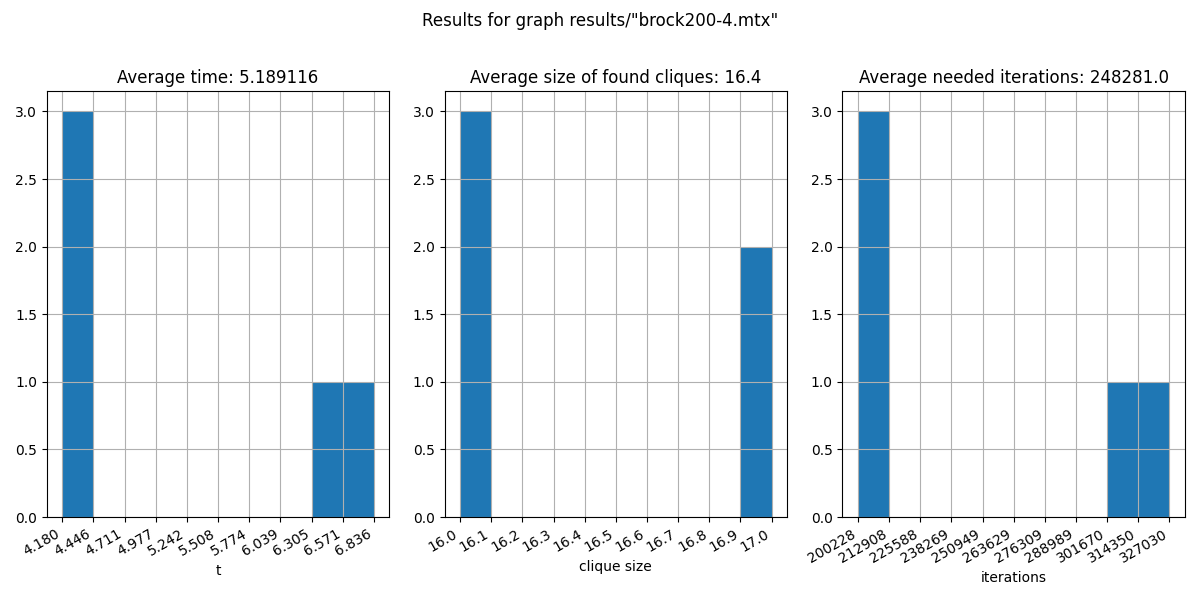 Results for graph results/"brock200-4.mtx"
Average time: 5.189116
3.0
2.5
2.0
1.5
1.0
0.5
0.0
4.180 4.446 4.711 4.977 5.242 5.508 5.774 6.039 6.305 6.571 6.836
t
Average size of found cliques: 16.4
3.0
2.5
2.0
1.5
1.0
0.5
0.0
16.0 16.1 16.2 16.3 16.4 16.5 16.6 16.7 16.8 16.9 17.0
clique size
Average needed iterations: 248281.0
3.0
2.5
2.0
1.5
1.0
0.5
0.0
200228 212908 225588 238269 250949 263629 276309 288989 301670 314350 327030
iterations